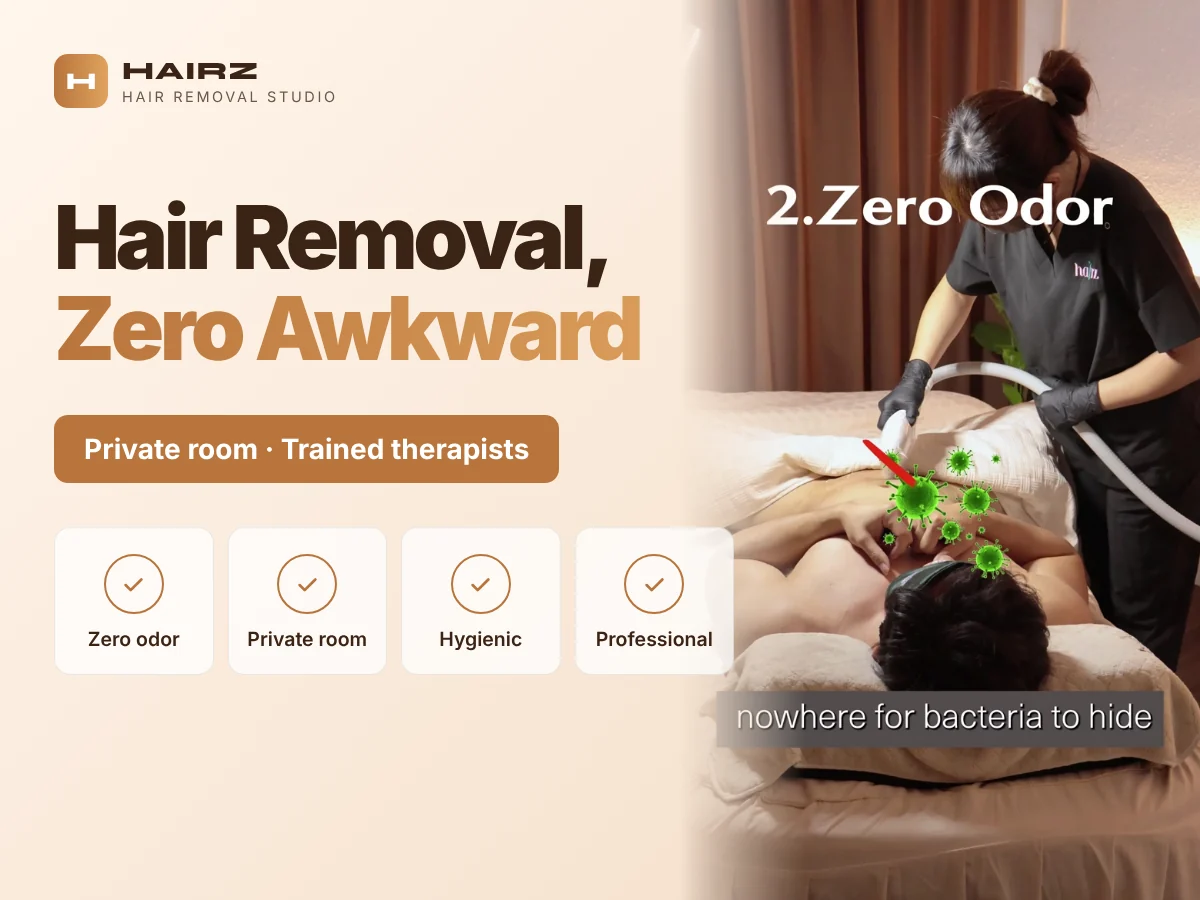 H
HAIRZ
HAIR REMOVAL STUDIO
Hair Removal,
Zero Awkward
Private room · Trained therapists
Zero odor
Private room
Hygienic
Professional
2.Zero Odor
hairz
nowhere for bacteria to hide